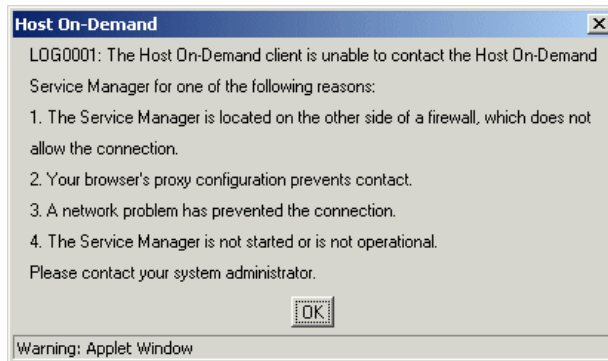 Host On-Demand
LOG0001: The Host On-Demand client is unable to contact the Host On-Demand
Service Manager for one of the following reasons:
1. The Service Manager is located on the other side of a firewall, which does not
allow the connection.
2. Your browser's proxy configuration prevents contact.
3. A network problem has prevented the connection.
4. The Service Manager is not started or is not operational.
Please contact your system administrator.
OK
Warning: Applet Window